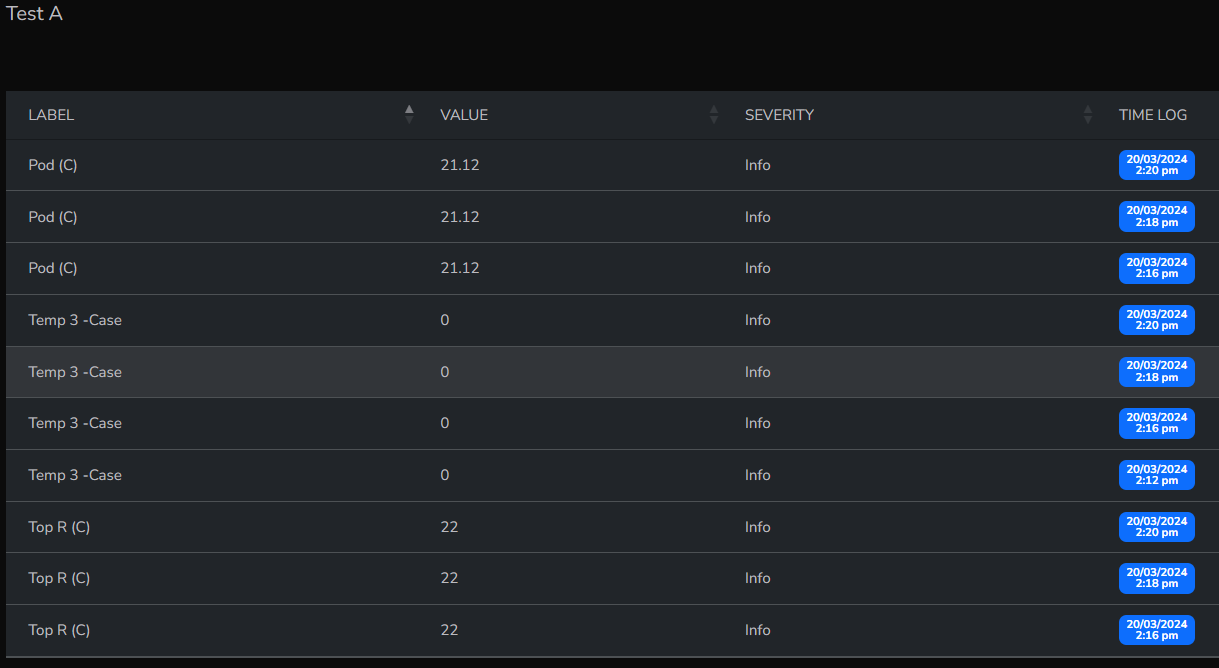 Test A
LABEL VALUE SEVERITY TIME LOG
Pod (C) 21.12 Info 20/03/2024 2:20 pm
Pod (C) 21.12 Info 20/03/2024 2:18 pm
Pod (C) 21.12 Info 20/03/2024 2:16 pm
Temp 3 -Case 0 Info 20/03/2024 2:20 pm
Temp 3 -Case 0 Info 20/03/2024 2:18 pm
Temp 3 -Case 0 Info 20/03/2024 2:16 pm
Temp 3 -Case 0 Info 20/03/2024 2:12 pm
Top R (C) 22 Info 20/03/2024 2:20 pm
Top R (C) 22 Info 20/03/2024 2:18 pm
Top R (C) 22 Info 20/03/2024 2:16 pm